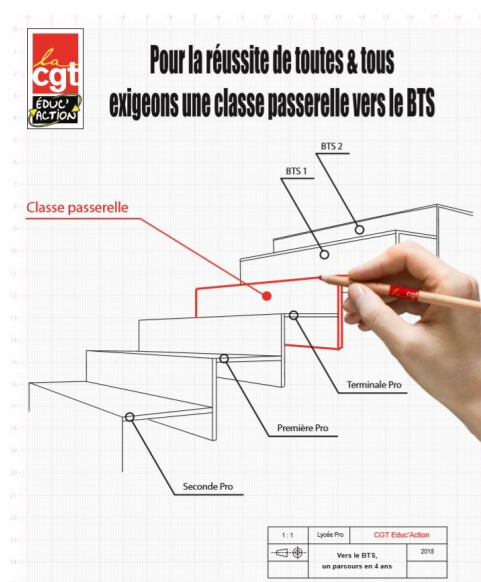 la
cgt
ÉDUC'
ACTION
Pour la réussite de toutes & tous
exigeons une classe passerelle vers le BTS
BTS 2
BTS 1
Classe passerelle
cgt
Terminale Pro
Première Pro
Seconde Pro
1 : 1
Lycée Pro
CGT Educ'Action
Vers le BTS,
un parcours en 4 ans
2018